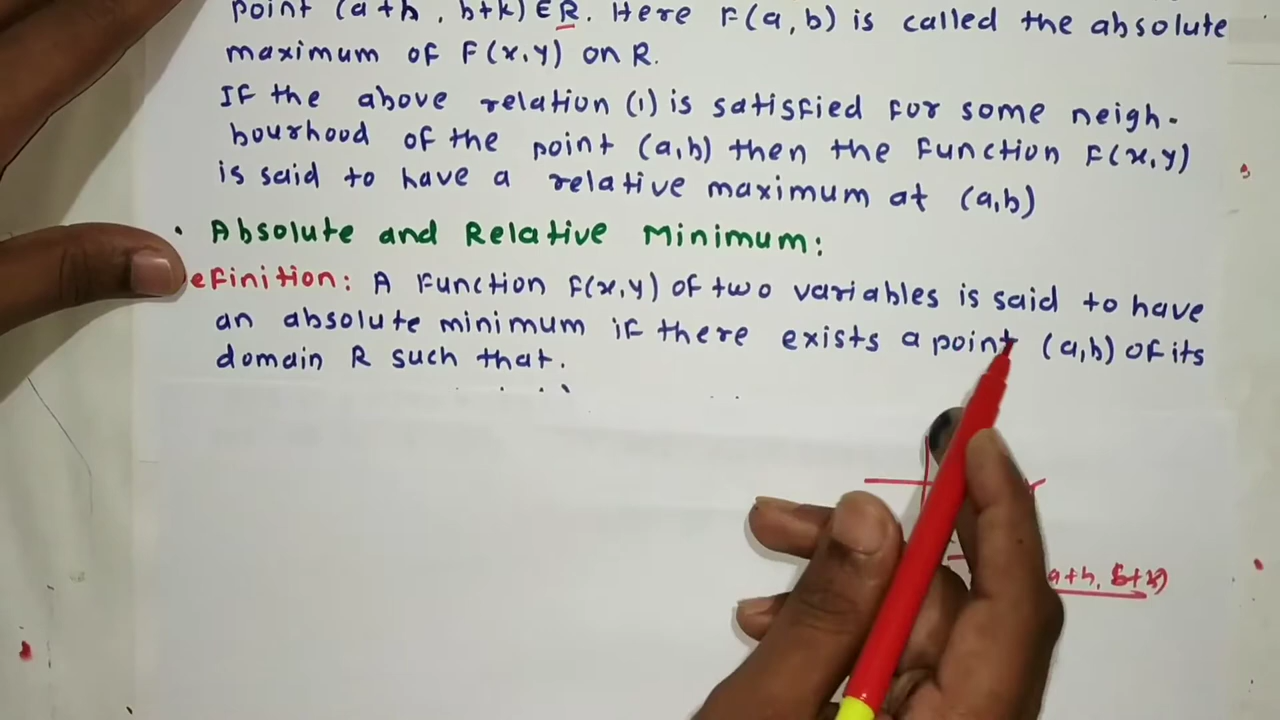 point (a+h, b+k) ∈ R. Here F(a,b) is called the absolute
maximum of F(x,y) on R.
If the above relation (1) is satisfied for some neigh-
bourhood of the point (a,b) then the function F(x,y)
is said to have a relative maximum at (a,b)
• Absolute and Relative Minimum:
efinition: A Function F(x,y) of two variables is said to have
an absolute minimum if there exists a point (a,b) of its
domain R such that.
a+h, b+k)